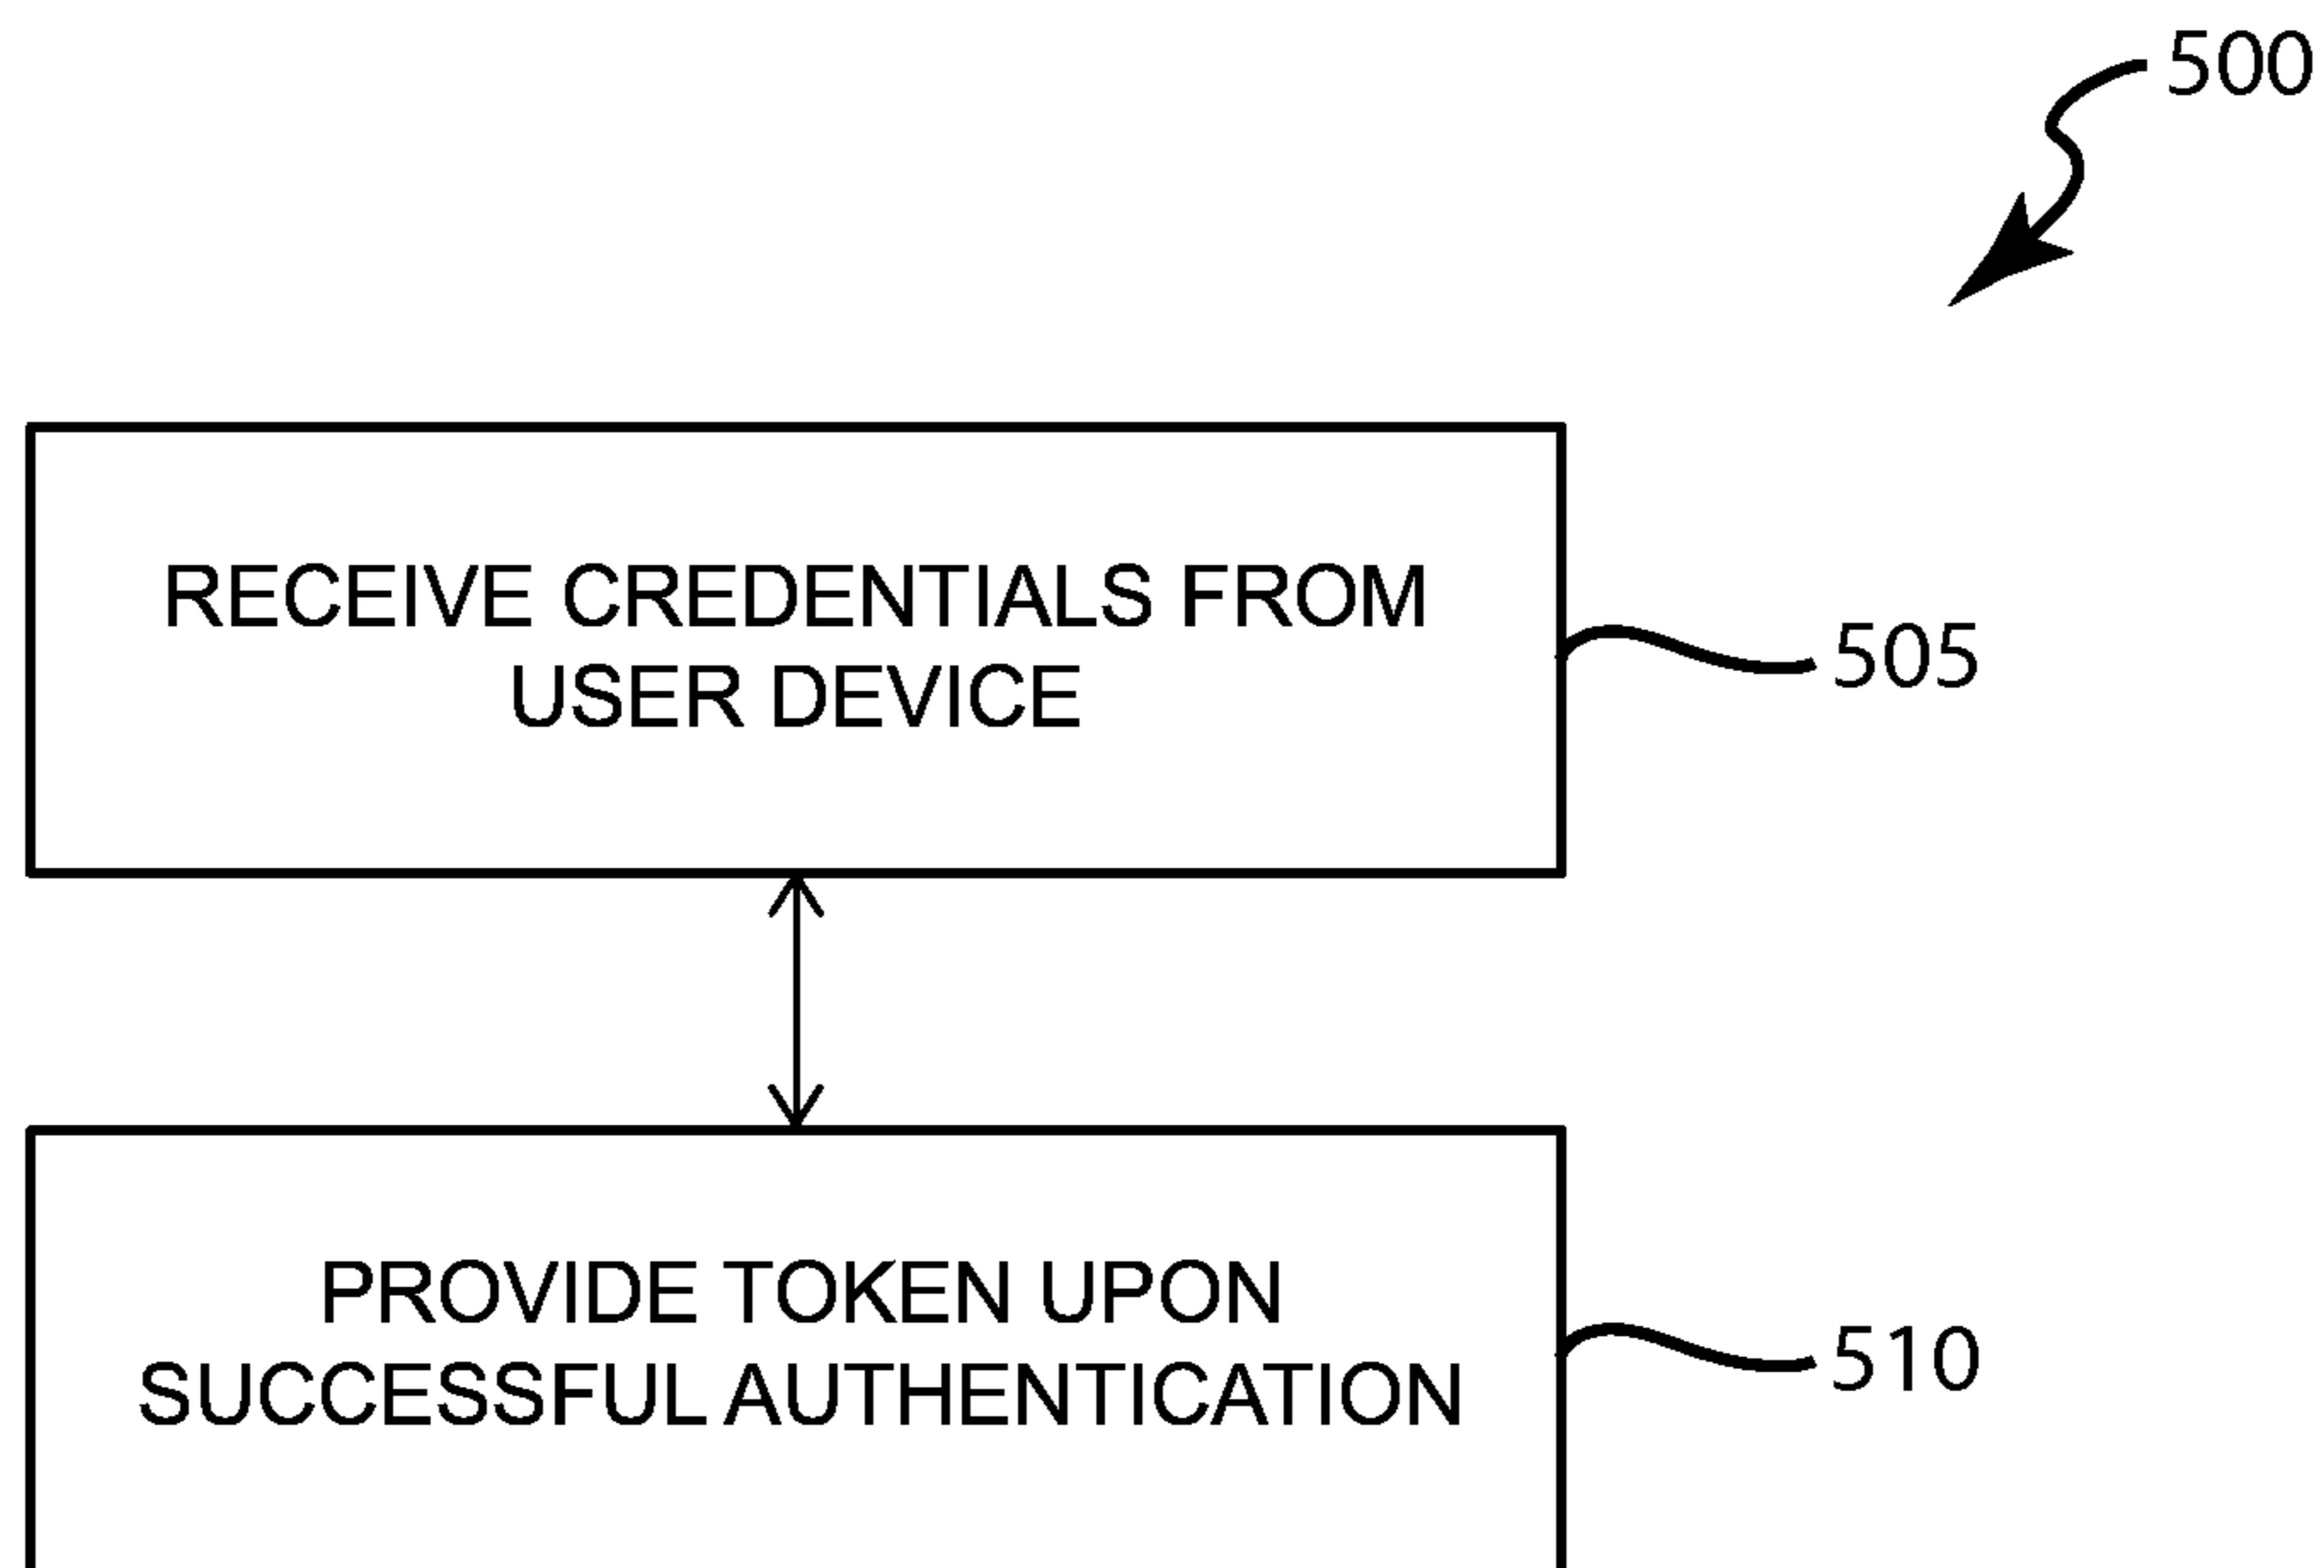 500
RECEIVE CREDENTIALS FROM
USER DEVICE
505
PROVIDE TOKEN UPON
SUCCESSFUL AUTHENTICATION
510